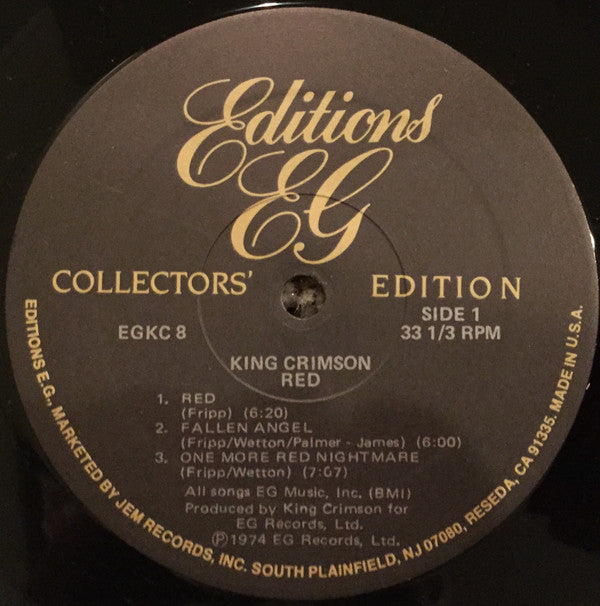 Editions
EG
COLLECTORS' EDITION
EGKC 8
SIDE 1
33 1/3 RPM
KING CRIMSON
RED
1. RED
(Fripp) (6:20)
2. FALLEN ANGEL
(Fripp/Wetton/Palmer - James) (6:00)
3. ONE MORE RED NIGHTMARE
(Fripp/Wetton) (7:07)
All songs EG Music, Inc. (BMI)
Produced by King Crimson for
EG Records, Ltd.
℗1974 EG Records, Ltd.
EDITIONS E.G., MARKETED BY JEM RECORDS, INC. SOUTH PLAINFIELD, NJ 07080, RESEDA, CA 91335. MADE IN U.S.A.